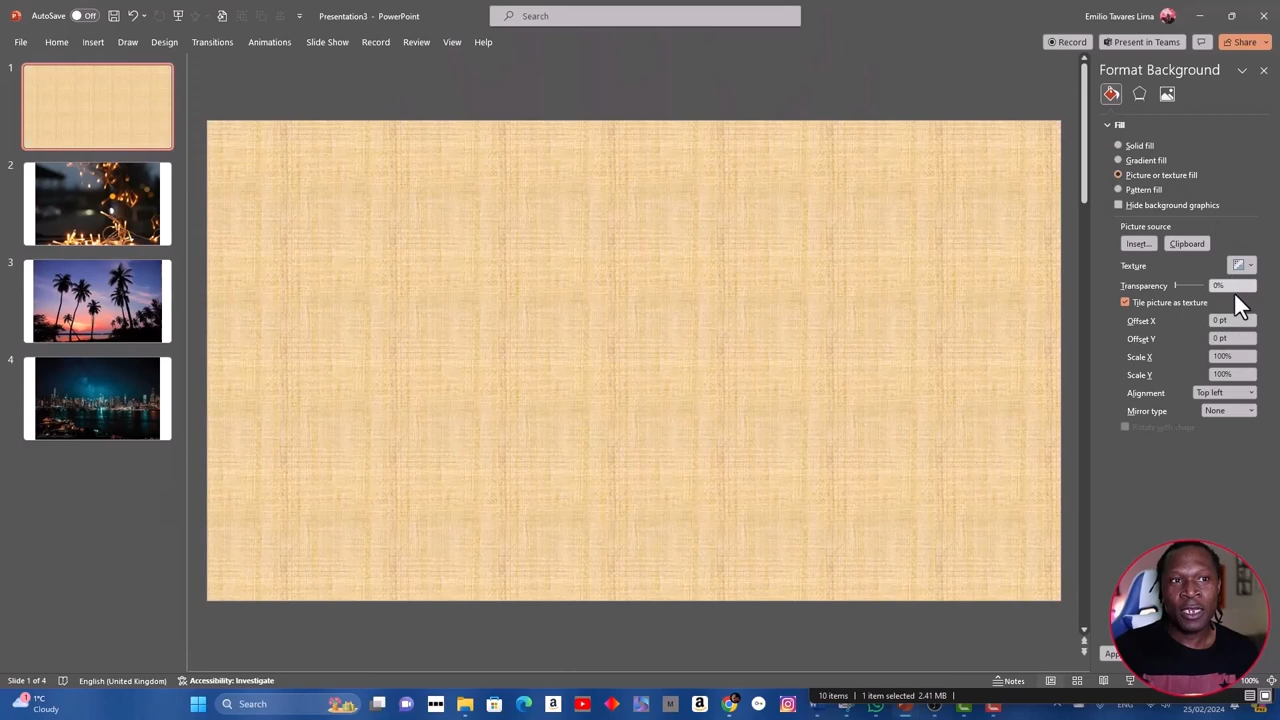 AutoSave Off Presentation3 - PowerPoint Search Emilio Tavares Lima
File Home Insert Draw Design Transitions Animations Slide Show Record Review View Help Record Present in Teams Share
Format Background
1
Fill
Solid fill
Gradient fill
Picture or texture fill
2
Pattern fill
Hide background graphics
Picture source
Insert... Clipboard
3
Texture
Transparency 0%
Tile picture as texture
Offset X 0 pt
Offset Y 0 pt
Scale X 100%
4
Scale Y 100%
Alignment Top left
Mirror type None
Slide 1 of 4 English (United Kingdom) Accessibility: Investigate Notes 100%
1°C
Cloudy
Search
10 items 1 item selected 2.41 MB
ENG
25/02/2024